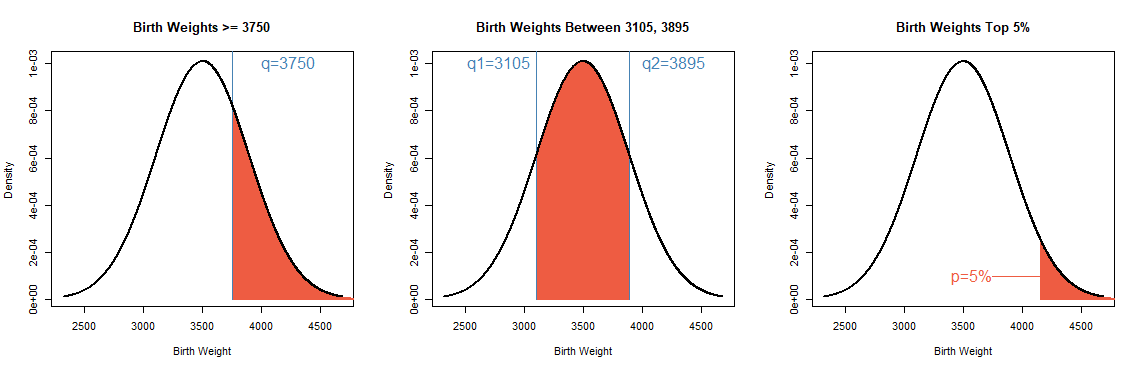 Birth Weights >= 3750
q=3750
Density
0e+00
2e-04
4e-04
6e-04
8e-04
1e-03
2500 3000 3500 4000 4500
Birth Weight
Birth Weights Between 3105, 3895
q1=3105 q2=3895
Density
0e+00
2e-04
4e-04
6e-04
8e-04
1e-03
2500 3000 3500 4000 4500
Birth Weight
Birth Weights Top 5%
p=5%
Density
0e+00
2e-04
4e-04
6e-04
8e-04
1e-03
2500 3000 3500 4000 4500
Birth Weight